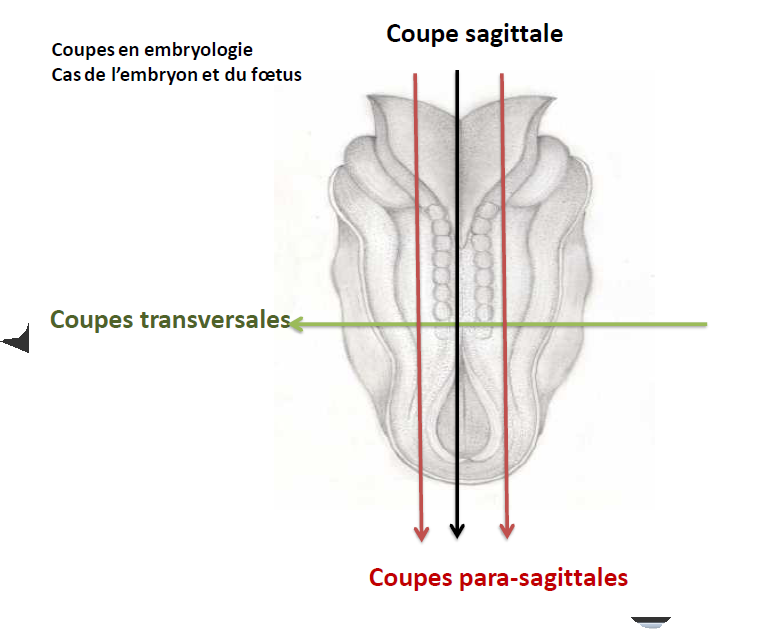 Coupes en embryologie
Cas de l'embryon et du fœtus
Coupe sagittale
Coupes transversales
Coupes para-sagittales